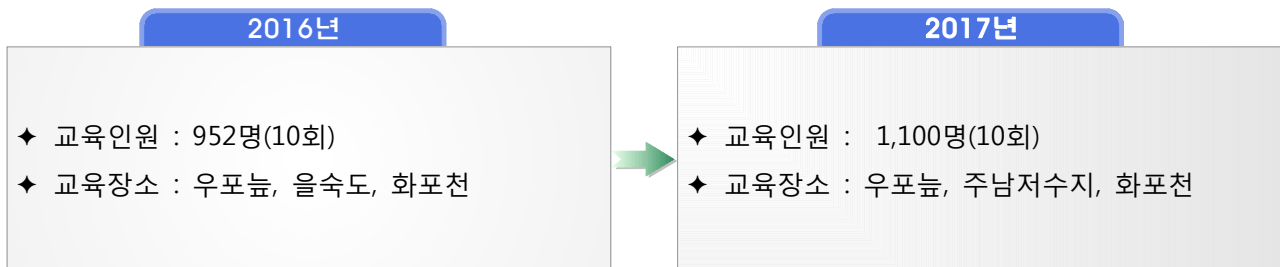 2016년
✦ 교육인원 : 952명(10회)
✦ 교육장소 : 우포늪, 을숙도, 화포천
2017년
✦ 교육인원 : 1,100명(10회)
✦ 교육장소 : 우포늪, 주남저수지, 화포천